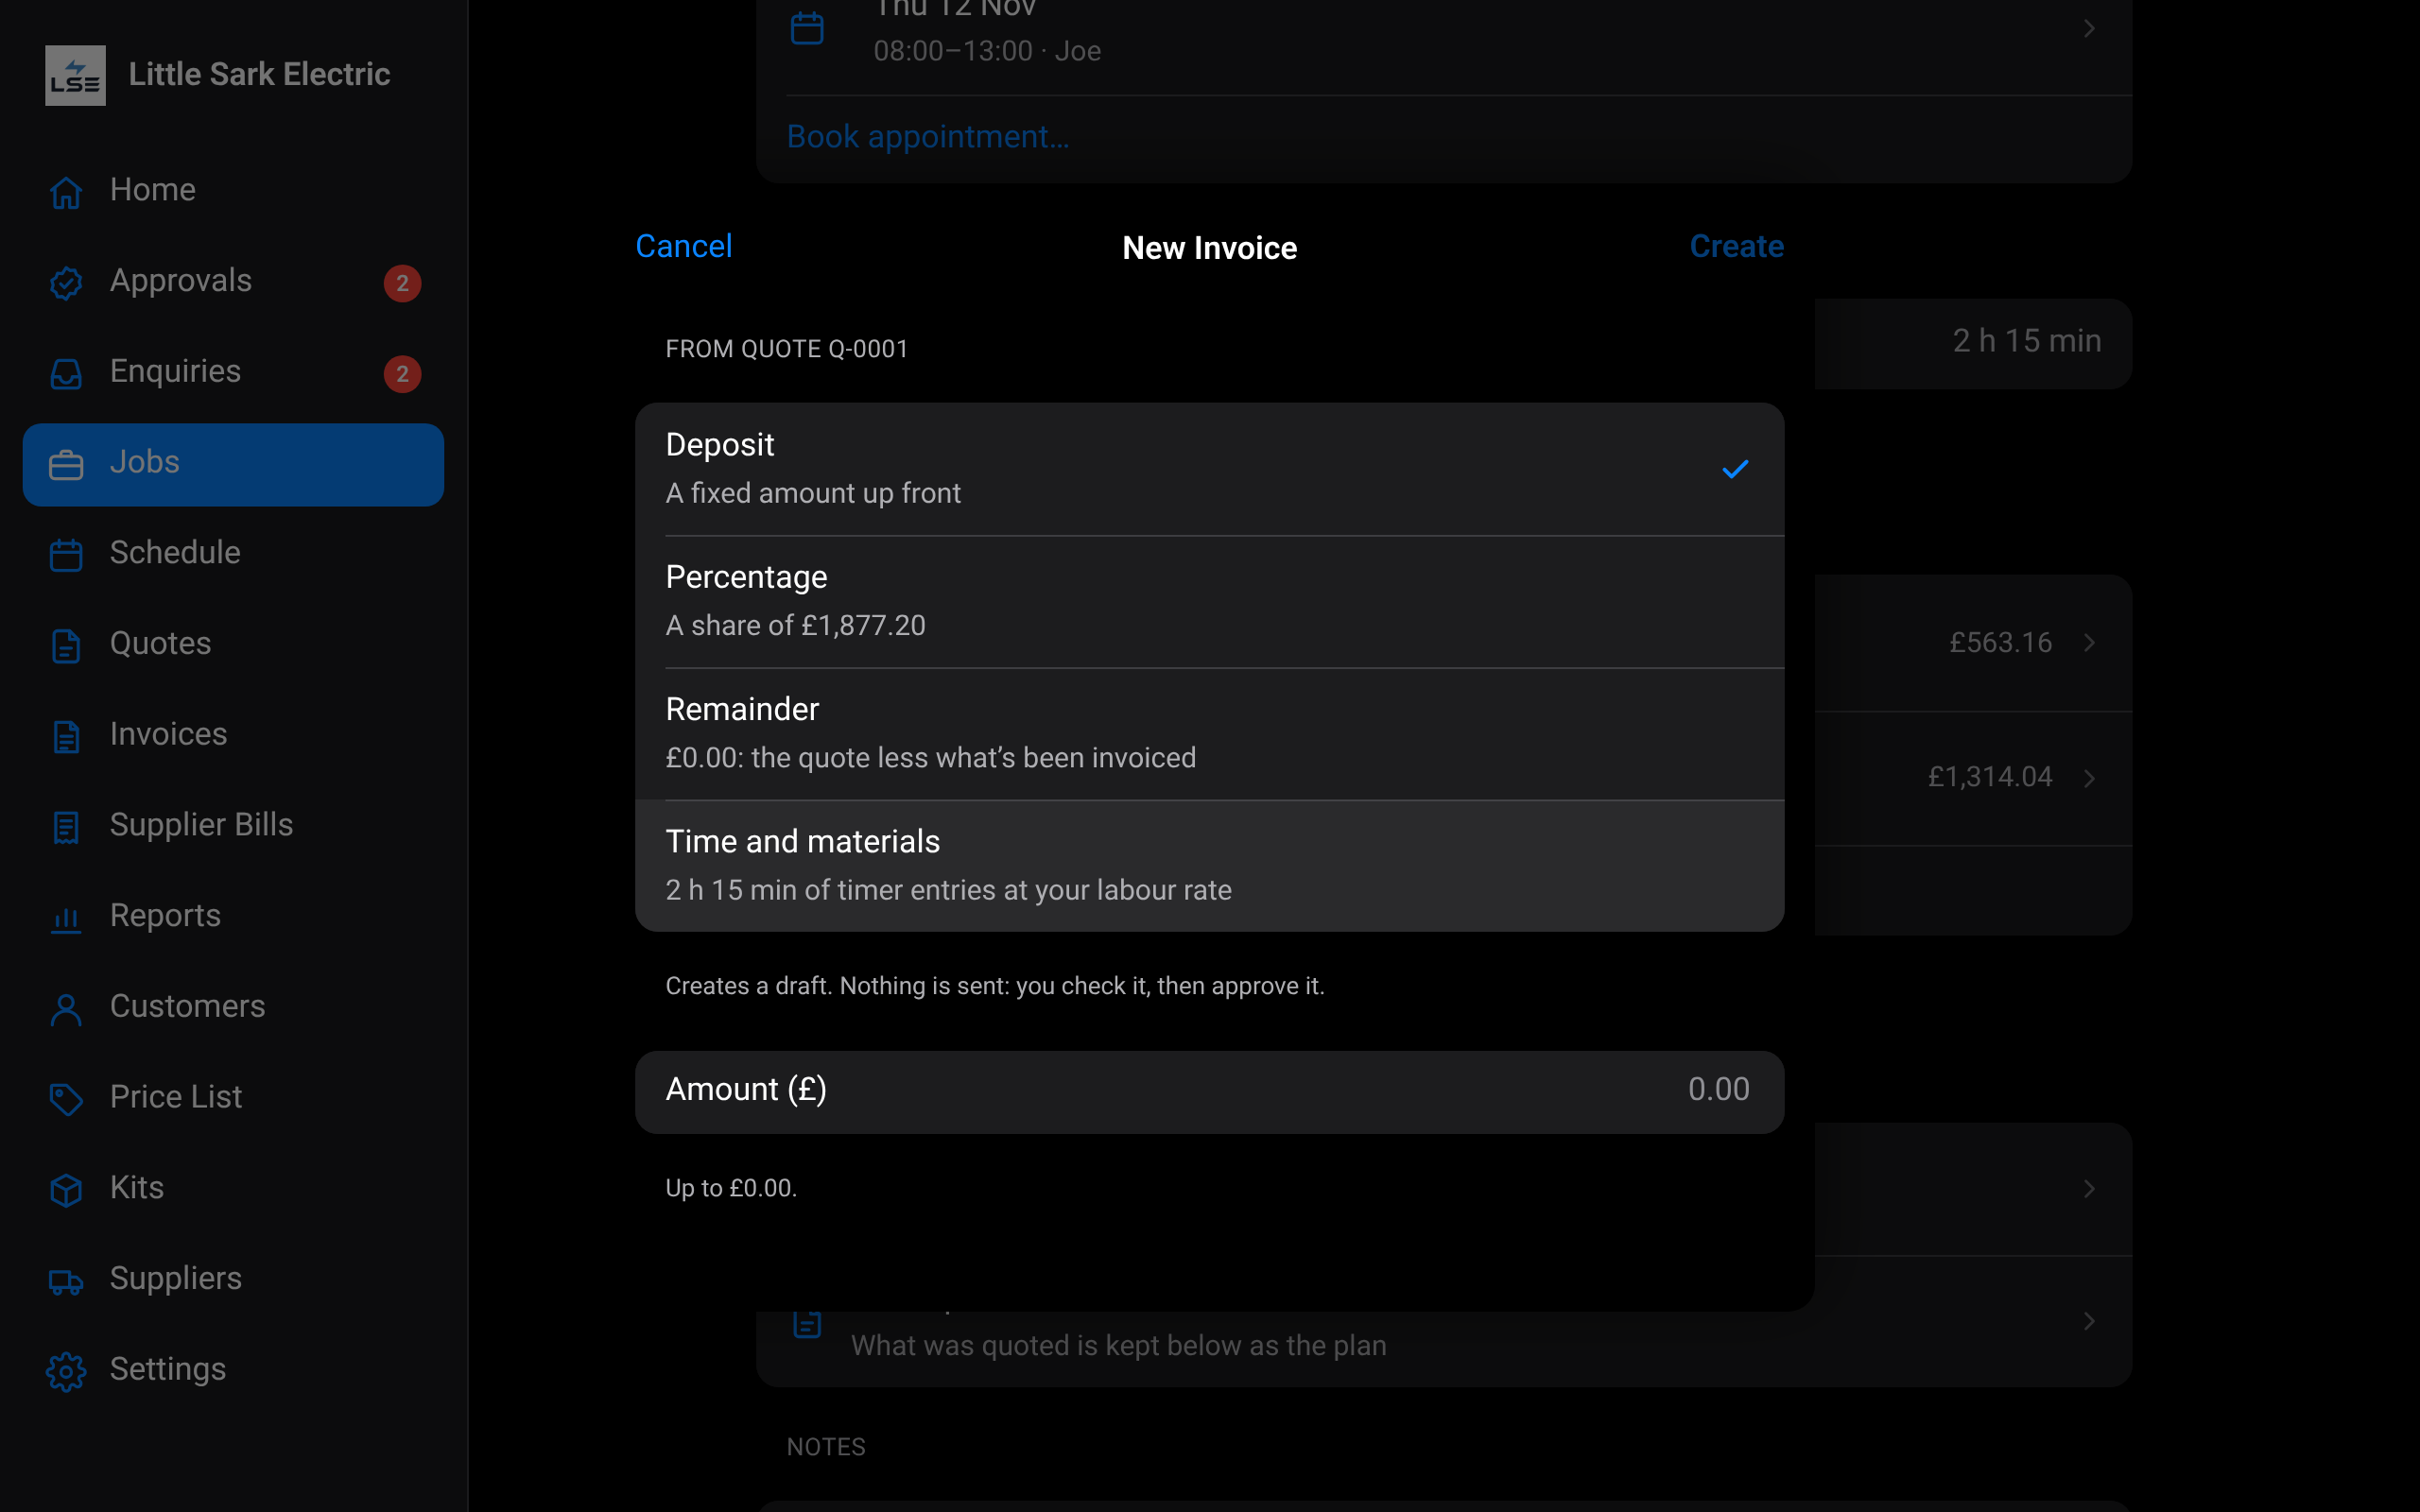 LSE
Little Sark Electric
Home
Approvals
2
Enquiries
2
Jobs
Schedule
Quotes
Invoices
Supplier Bills
Reports
Customers
Price List
Kits
Suppliers
Settings
Thu 12 Nov
08:00–13:00 · Joe
Book appointment…
Cancel
New Invoice
Create
2 h 15 min
FROM QUOTE Q-0001
Deposit
A fixed amount up front
Percentage
A share of £1,877.20
£563.16
Remainder
£0.00: the quote less what’s been invoiced
£1,314.04
Time and materials
2 h 15 min of timer entries at your labour rate
Creates a draft. Nothing is sent: you check it, then approve it.
Amount (£)
0.00
Up to £0.00.
What was quoted is kept below as the plan
NOTES